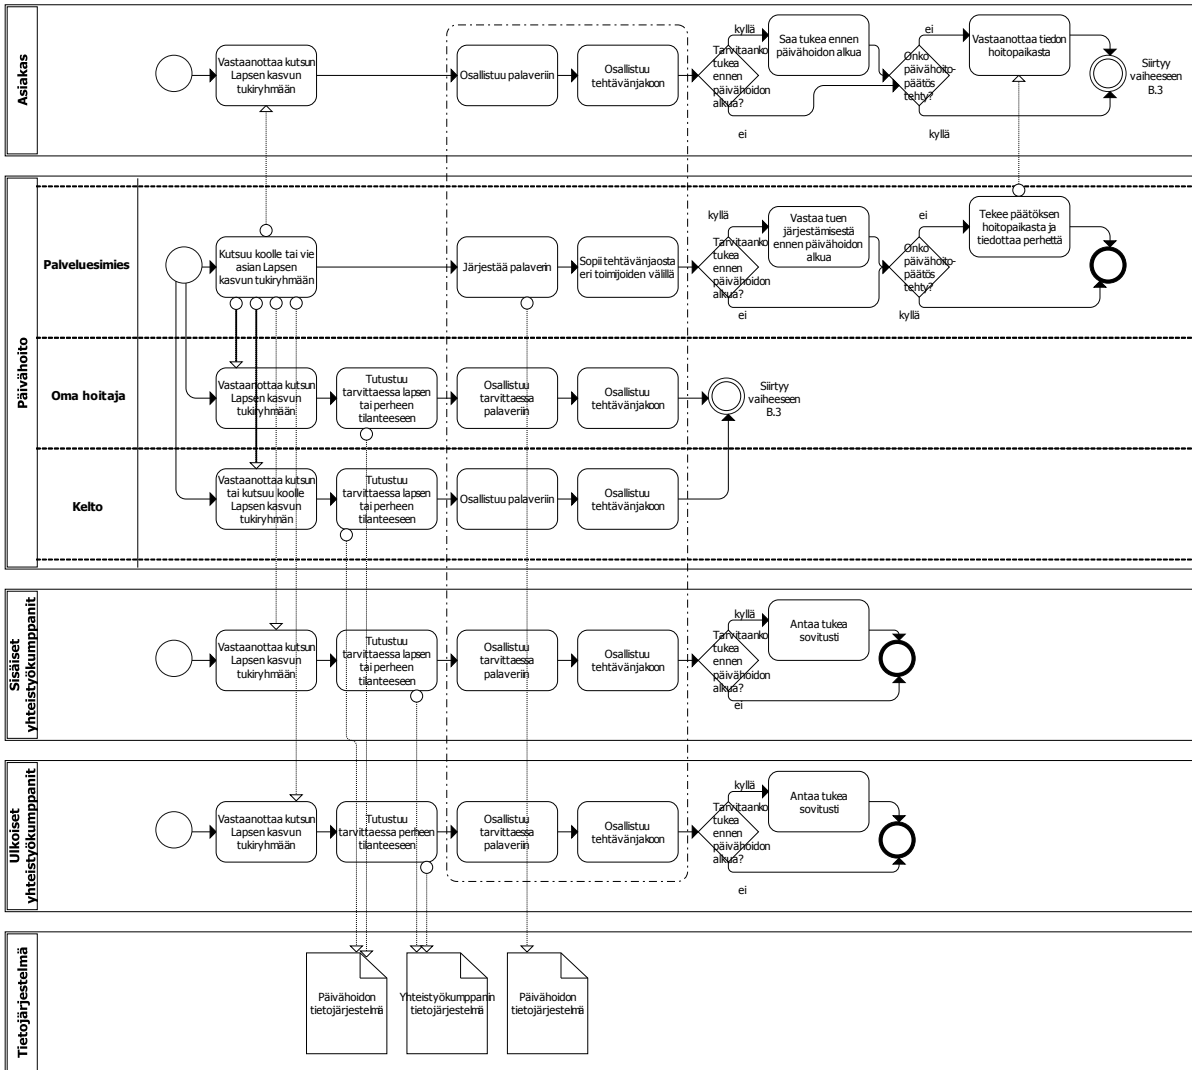 Asiakas
Vastaanottaa kutsun
Lapsen kasvun
tukiryhmään
Osallistuu palaveriin
Osallistuu
tehtävänjakoon
kyllä
Tarvitaanko
tukea
ennen
päivähoidon
alkua?
ei
Saa tukea ennen
päivähoidon alkua
ei
Onko
päivähoito-
päätös
tehty?
kyllä
Vastaanottaa tiedon
hoitopaikasta
Siirtyy
vaiheeseen
B.3
Päivähoito
Palveluesimies
Kutsuu koolle tai vie
asian Lapsen
kasvun tukiryhmään
Järjestää palaverin
Sopii tehtävänjaosta
eri toimijoiden välillä
kyllä
Tarvitaanko
tukea
ennen
päivähoidon
alkua?
ei
Vastaa tuen
järjestämisestä
ennen päivähoidon
alkua
ei
Onko
päivähoito-
päätös
tehty?
kyllä
Tekee päätöksen
hoitopaikasta ja
tiedottaa perhettä
Oma hoitaja
Vastaanottaa kutsun
Lapsen kasvun
tukiryhmään
Tutustuu
tarvittaessa lapsen
tai perheen
tilanteeseen
Osallistuu
tarvittaessa
palaveriin
Osallistuu
tehtävänjakoon
Siirtyy
vaiheeseen
B.3
Kelto
Vastaanottaa kutsun
tai kutsuu koolle
Lapsen kasvun
tukiryhmän
Tutustuu
tarvittaessa lapsen
tai perheen
tilanteeseen
Osallistuu palaveriin
Osallistuu
tehtävänjakoon
Sisäiset
yhteistyökumppanit
Vastaanottaa kutsun
Lapsen kasvun
tukiryhmään
Tutustuu
tarvittaessa lapsen
tai perheen
tilanteeseen
Osallistuu
tarvittaessa
palaveriin
Osallistuu
tehtävänjakoon
kyllä
Tarvitaanko
tukea
ennen
päivähoidon
alkua?
ei
Antaa tukea
sovitusti
Ulkoiset
yhteistyökumppanit
Vastaanottaa kutsun
Lapsen kasvun
tukiryhmään
Tutustuu
tarvittaessa perheen
tilanteeseen
Osallistuu
tarvittaessa
palaveriin
Osallistuu
tehtävänjakoon
kyllä
Tarvitaanko
tukea
ennen
päivähoidon
alkua?
ei
Antaa tukea
sovitusti
Tietojärjestelmä
Päivähoidon
tietojärjestelmä
Yhteistyökumppanin
tietojärjestelmä
Päivähoidon
tietojärjestelmä